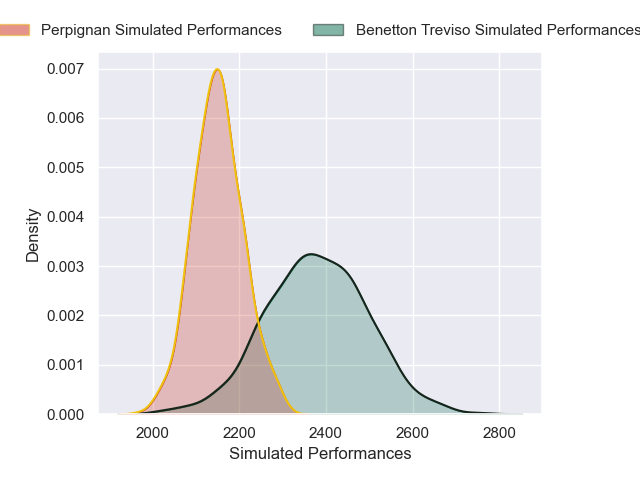 Perpignan Simulated Performances Benetton Treviso Simulated Performances
0.007
0.006
0.005
0.004
0.003
0.002
0.001
0.000
Density
2000 2200 2400 2600 2800
Simulated Performances